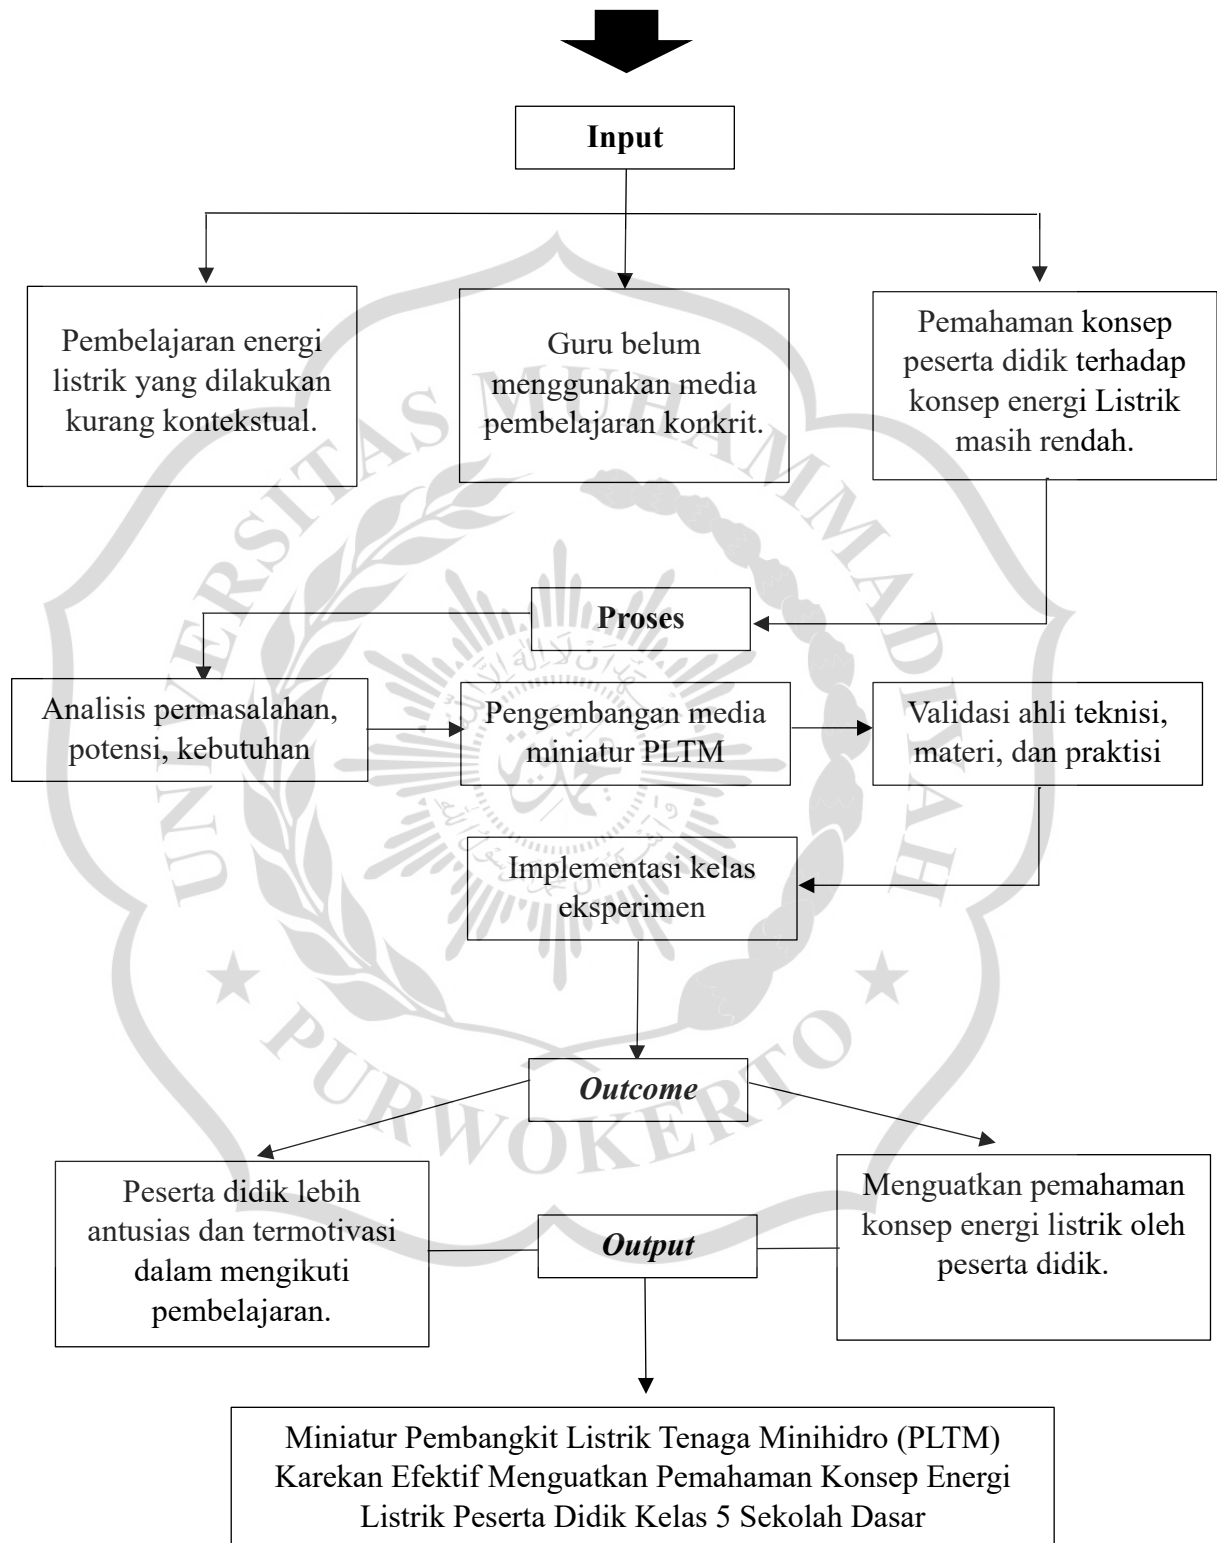 Input
Pembelajaran energi
listrik yang dilakukan
kurang kontekstual.
Guru belum
menggunakan media
pembelajaran konkrit.
Pemahaman konsep
peserta didik terhadap
konsep energi Listrik
masih rendah.
Proses
Analisis permasalahan,
potensi, kebutuhan
Pengembangan media
miniatur PLTM
Validasi ahli teknisi,
materi, dan praktisi
Implementasi kelas
eksperimen
Outcome
Peserta didik lebih
antusias dan termotivasi
dalam mengikuti
pembelajaran.
Output
Menguatkan pemahaman
konsep energi listrik oleh
peserta didik.
Miniatur Pembangkit Listrik Tenaga Minihidro (PLTM)
Karekan Efektif Menguatkan Pemahaman Konsep Energi
Listrik Peserta Didik Kelas 5 Sekolah Dasar
UNIVERSITAS MUHAMMADIYAH
PURWOKERTO